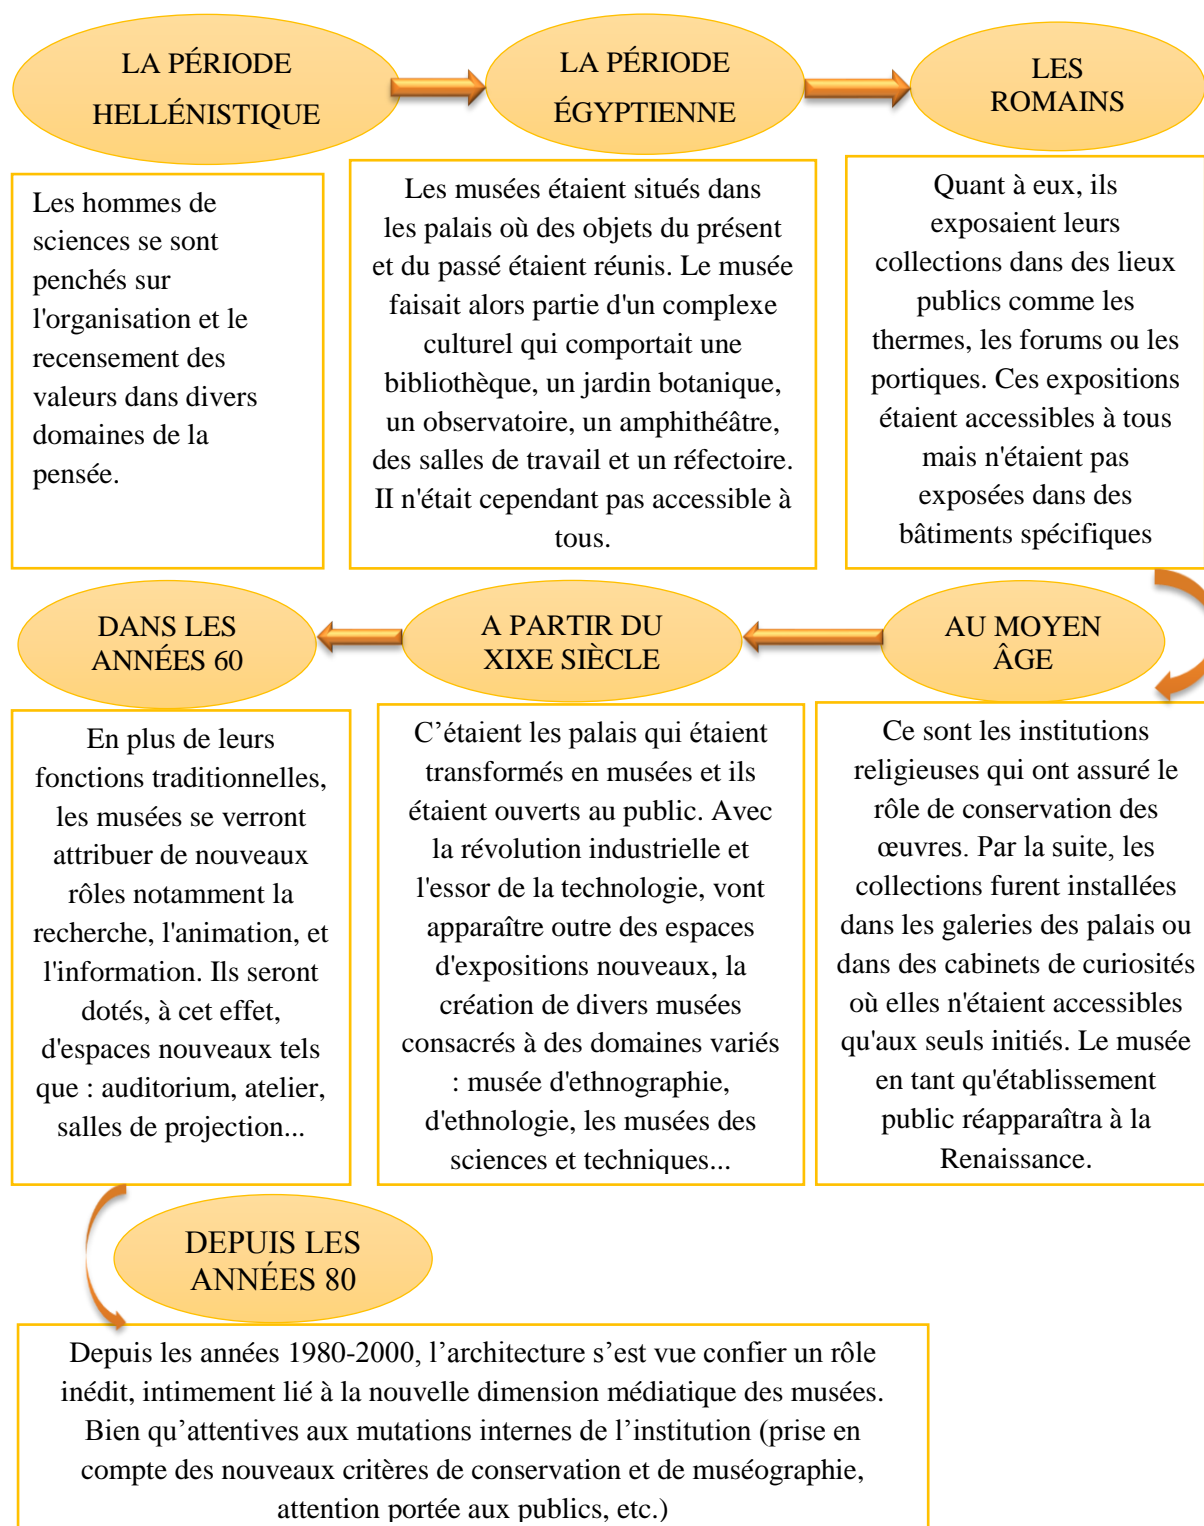 LA PÉRIODE
HELLÉNISTIQUE
Les hommes de
sciences se sont
penchés sur
l'organisation et le
recensement des
valeurs dans divers
domaines de la
pensée.
LA PÉRIODE
ÉGYPTIENNE
Les musées étaient situés dans
les palais où des objets du présent
et du passé étaient réunis. Le musée
faisait alors partie d'un complexe
culturel qui comportait une
bibliothèque, un jardin botanique,
un observatoire, un amphithéâtre,
des salles de travail et un réfectoire.
II n'était cependant pas accessible à
tous.
LES
ROMAINS
Quant à eux, ils
exposaient leurs
collections dans des lieux
publics comme les
thermes, les forums ou les
portiques. Ces expositions
étaient accessibles à tous
mais n'étaient pas
exposées dans des
bâtiments spécifiques
AU MOYEN
ÂGE
Ce sont les institutions
religieuses qui ont assuré le
rôle de conservation des
œuvres. Par la suite, les
collections furent installées
dans les galeries des palais ou
dans des cabinets de curiosités
où elles n'étaient accessibles
qu'aux seuls initiés. Le musée
en tant qu'établissement
public réapparaîtra à la
Renaissance.
A PARTIR DU
XIXE SIÈCLE
C’étaient les palais qui étaient
transformés en musées et ils
étaient ouverts au public. Avec
la révolution industrielle et
l'essor de la technologie, vont
apparaître outre des espaces
d'expositions nouveaux, la
création de divers musées
consacrés à des domaines variés
: musée d'ethnographie,
d'ethnologie, les musées des
sciences et techniques...
DANS LES
ANNÉES 60
En plus de leurs
fonctions traditionnelles,
les musées se verront
attribuer de nouveaux
rôles notamment la
recherche, l'animation, et
l'information. Ils seront
dotés, à cet effet,
d'espaces nouveaux tels
que : auditorium, atelier,
salles de projection...
DEPUIS LES
ANNÉES 80
Depuis les années 1980-2000, l’architecture s’est vue confier un rôle
inédit, intimement lié à la nouvelle dimension médiatique des musées.
Bien qu’attentives aux mutations internes de l’institution (prise en
compte des nouveaux critères de conservation et de muséographie,
attention portée aux publics, etc.)